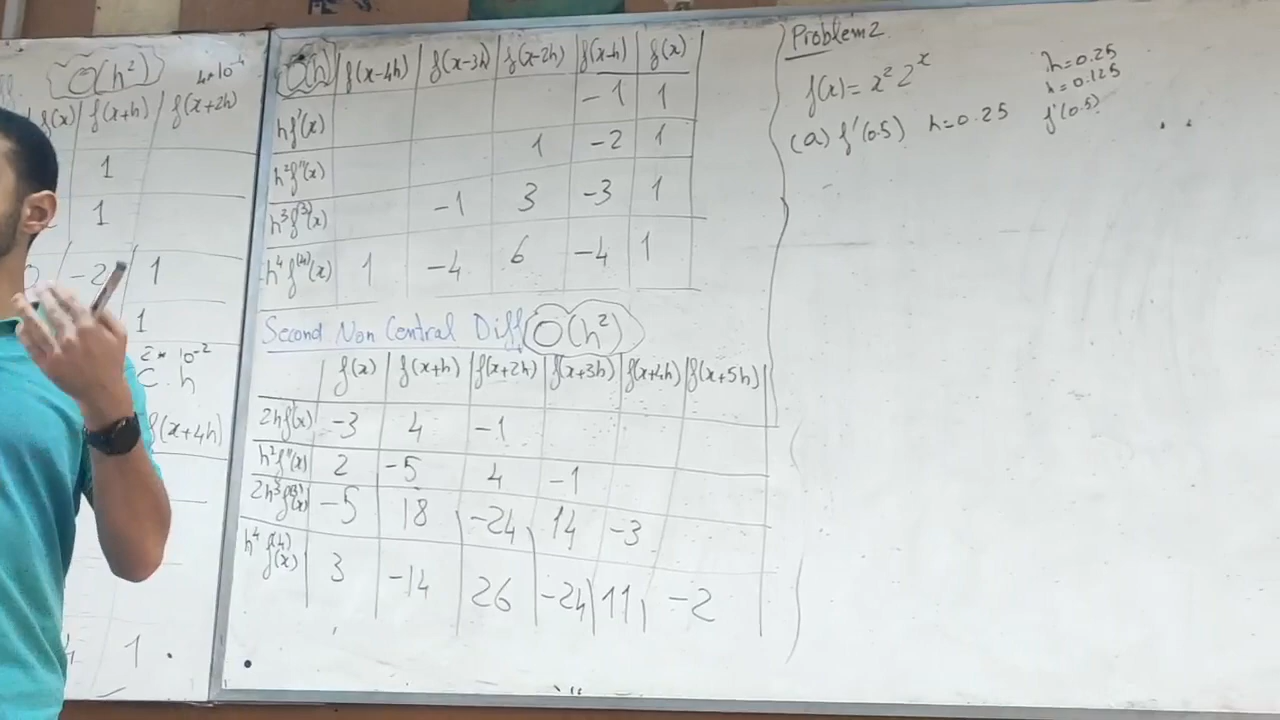 O(h²) 4*10⁻⁴
f(x) | f(x+h) | f(x+2h)
1
1
-2 | 1
1
2 * 10⁻²
C. h
f(x+4h)
1
O(h) | f(x-4h) | f(x-3h) | f(x-2h) | f(x-h) | f(x)
hf'(x) -1 1
h²f''(x) 1 -2 1
h³f⁽³⁾(x) -1 3 -3 1
h⁴f⁽⁴⁾(x) 1 -4 6 -4 1
Second Non Central Diff O(h²)
f(x) | f(x+h) | f(x+2h) | f(x+3h) | f(x+4h) | f(x+5h)
2hf'(x) -3 4 -1
h²f''(x) 2 -5 4 -1
2h³f⁽³⁾(x) -5 18 -24 14 -3
h⁴f⁽⁴⁾(x) 3 -14 26 -24 11 -2
Problem 2
f(x) = x² 2ˣ
(a) f'(0.5) h=0.25
h=0.25
h=0.125
f'(0.5)